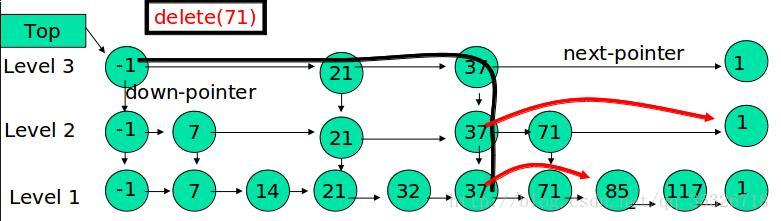 delete(71)
Top
Level 3 -1 21 37 next-pointer 1
down-pointer
Level 2 -1 7 21 37 71 1
Level 1 -1 7 14 21 32 37 71 85 117 1